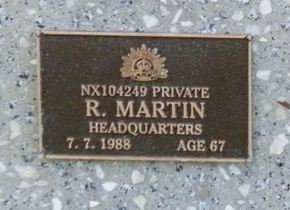 NX104249 PRIVATE
R. MARTIN
HEADQUARTERS
7. 7. 1988 AGE 67